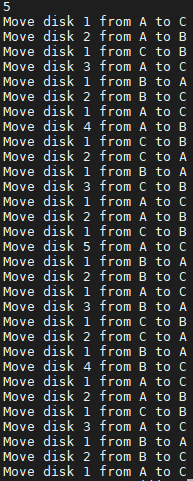 5
Move disk 1 from A to C
Move disk 2 from A to B
Move disk 1 from C to B
Move disk 3 from A to C
Move disk 1 from B to A
Move disk 2 from B to C
Move disk 1 from A to C
Move disk 4 from A to B
Move disk 1 from C to B
Move disk 2 from C to A
Move disk 1 from B to A
Move disk 3 from C to B
Move disk 1 from A to C
Move disk 2 from A to B
Move disk 1 from C to B
Move disk 5 from A to C
Move disk 1 from B to A
Move disk 2 from B to C
Move disk 1 from A to C
Move disk 3 from B to A
Move disk 1 from C to B
Move disk 2 from C to A
Move disk 1 from B to A
Move disk 4 from B to C
Move disk 1 from A to C
Move disk 2 from A to B
Move disk 1 from C to B
Move disk 3 from A to C
Move disk 1 from B to A
Move disk 2 from B to C
Move disk 1 from A to C